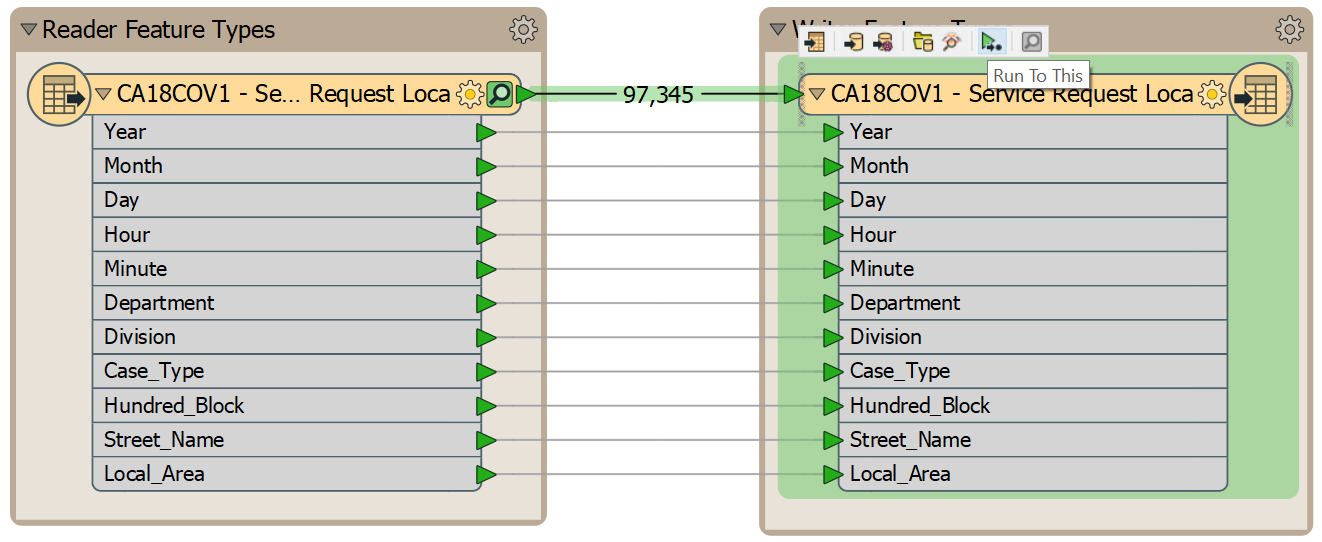 Reader Feature Types
CA18COV1 - Se... Request Loca
Year
Month
Day
Hour
Minute
Department
Division
Case_Type
Hundred_Block
Street_Name
Local_Area
97,345
Run To This
CA18COV1 - Service Request Loca
Year
Month
Day
Hour
Minute
Department
Division
Case_Type
Hundred_Block
Street_Name
Local_Area